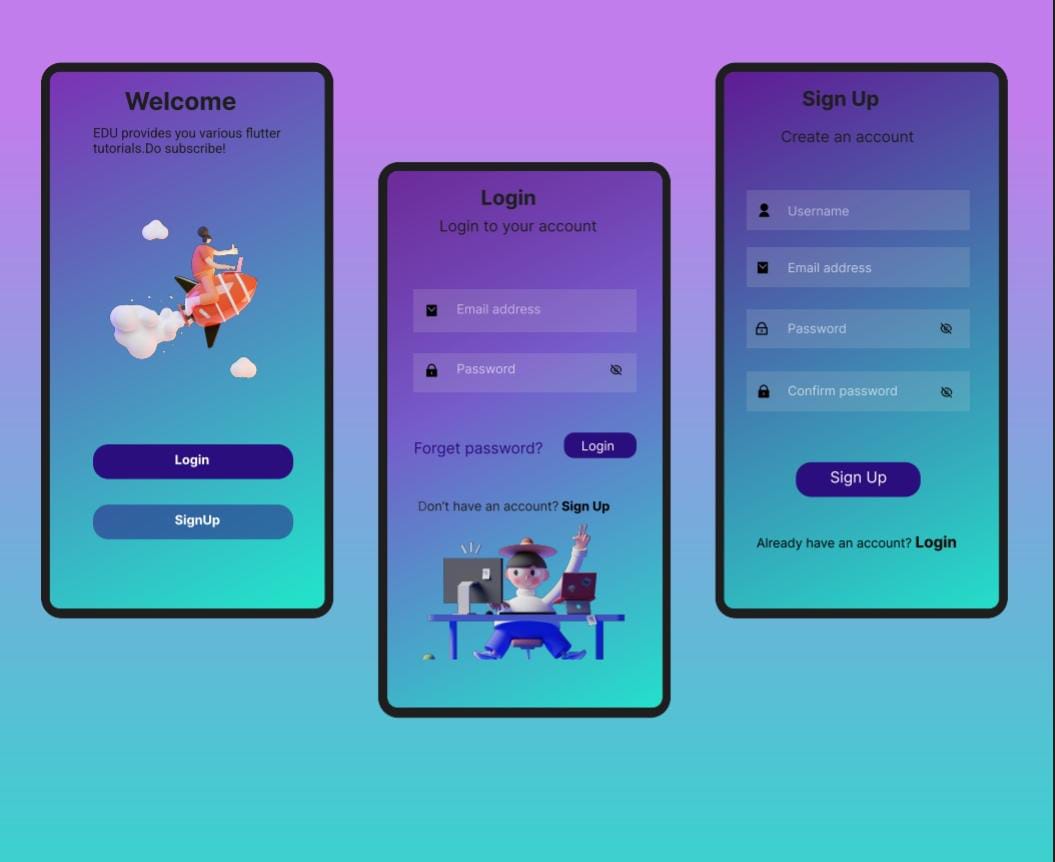 Welcome
EDU provides you various flutter
tutorials.Do subscribe!
Login
SignUp
Login
Login to your account
Email address
Password
Forget password?
Login
Don't have an account? Sign Up
Sign Up
Create an account
Username
Email address
Password
Confirm password
Sign Up
Already have an account? Login